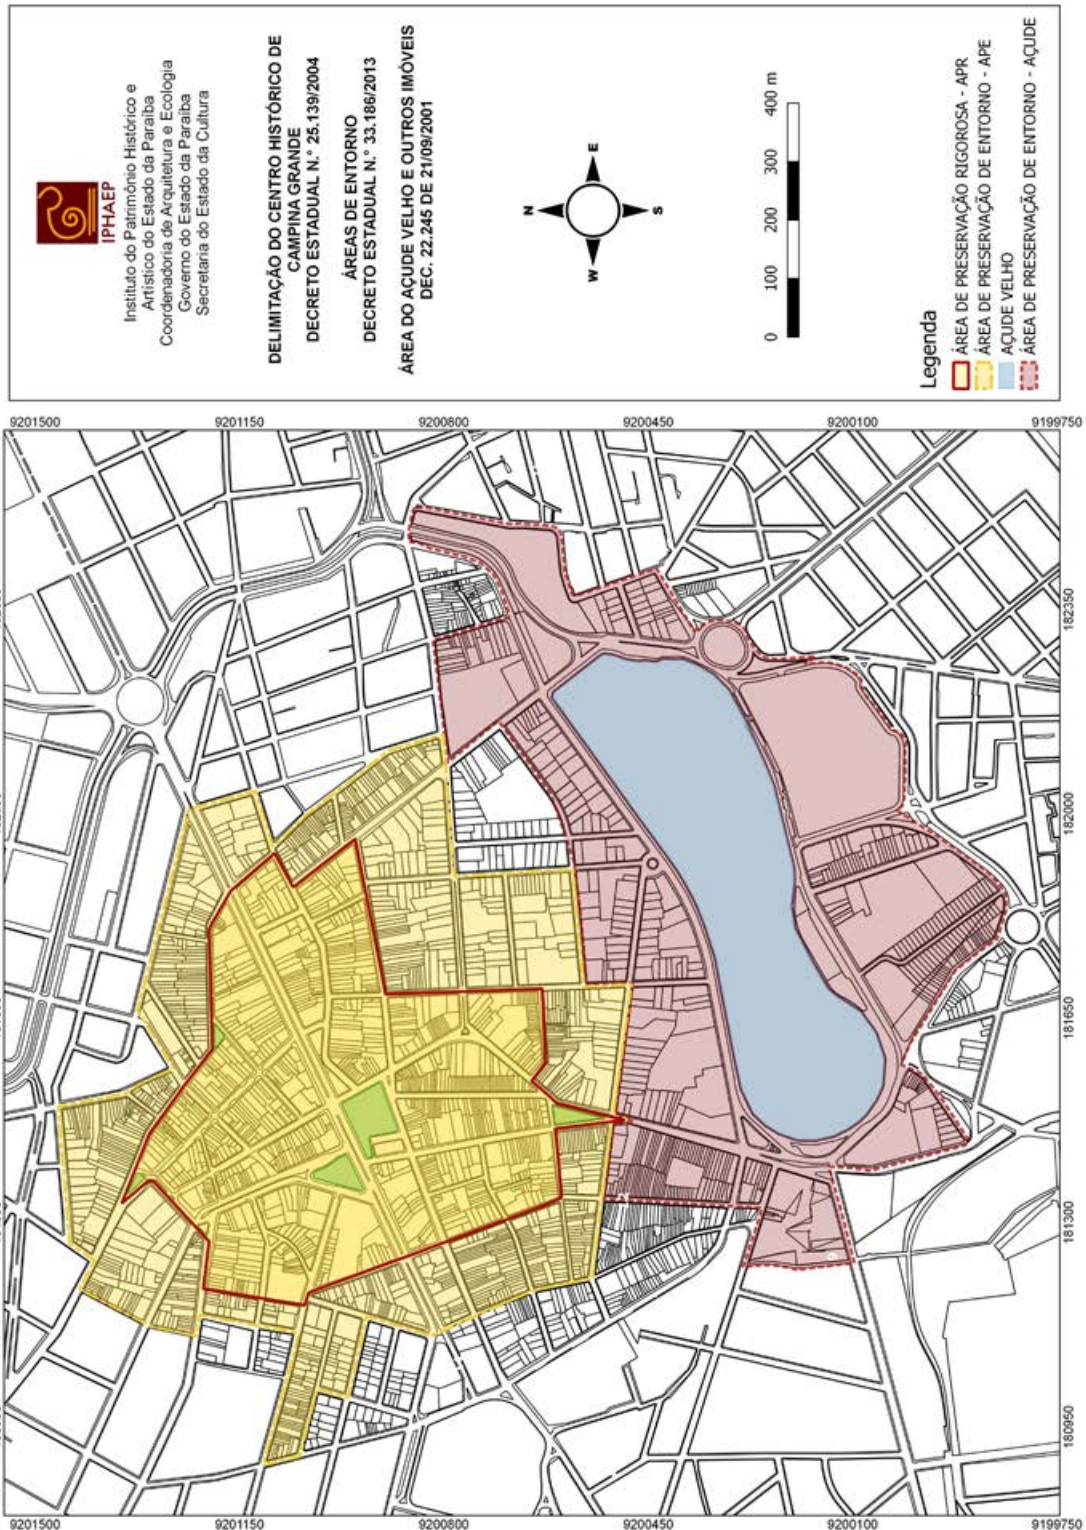 IPHAEP
Instituto do Patrimônio Histórico e
Artístico do Estado da Paraíba
Coordenadoria de Arquitetura e Ecologia
Governo do Estado da Paraíba
Secretaria do Estado da Cultura
DELIMITAÇÃO DO CENTRO HISTÓRICO DE
CAMPINA GRANDE
DECRETO ESTADUAL N.° 25.139/2004
ÁREAS DE ENTORNO
DECRETO ESTADUAL N.° 33.186/2013
ÁREA DO AÇUDE VELHO E OUTROS IMÓVEIS
DEC. 22.245 DE 21/09/2001
N
W E
S
0 100 200 300 400 m
Legenda
ÁREA DE PRESERVAÇÃO RIGOROSA - APR
ÁREA DE PRESERVAÇÃO DE ENTORNO - APE
AÇUDE VELHO
ÁREA DE PRESERVAÇÃO DE ENTORNO - AÇUDE
9201500
9201150
9200800
9200450
9200100
9199750
9201500
9201150
9200800
9200450
9200100
9199750
180950
181300
181650
182000
182350